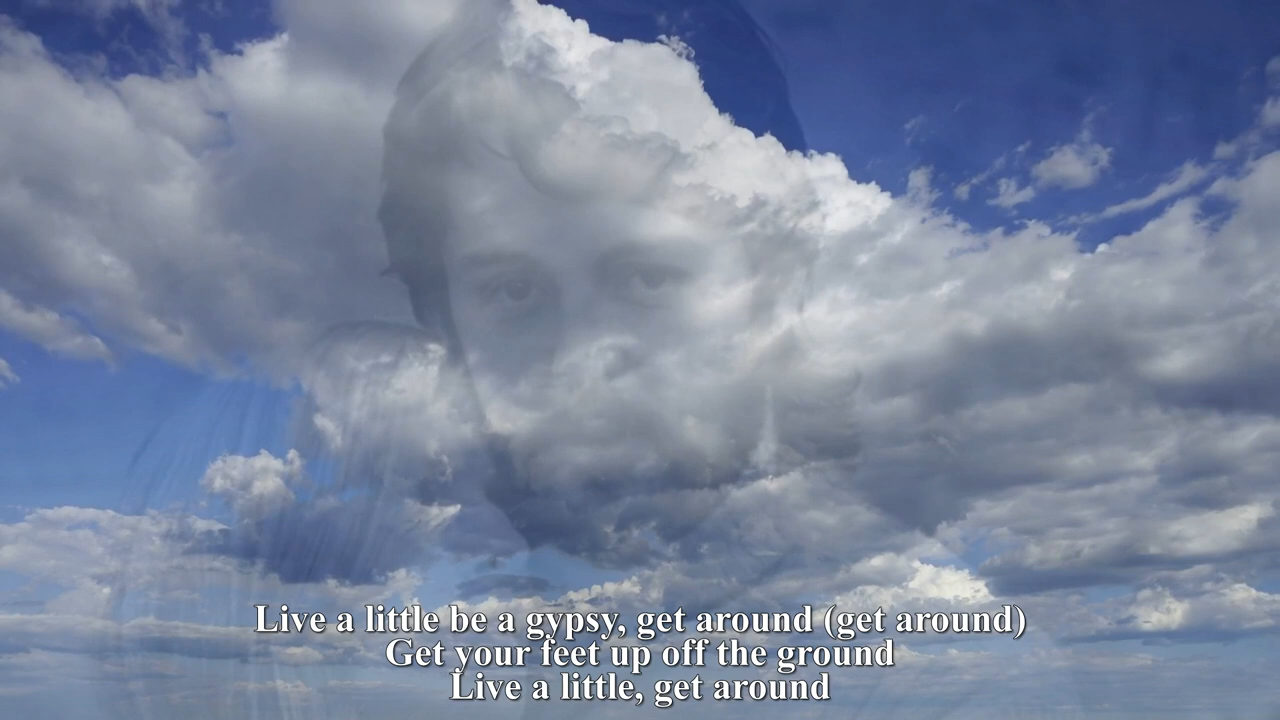 Live a little be a gypsy, get around (get around)
Get your feet up off the ground
Live a little, get around